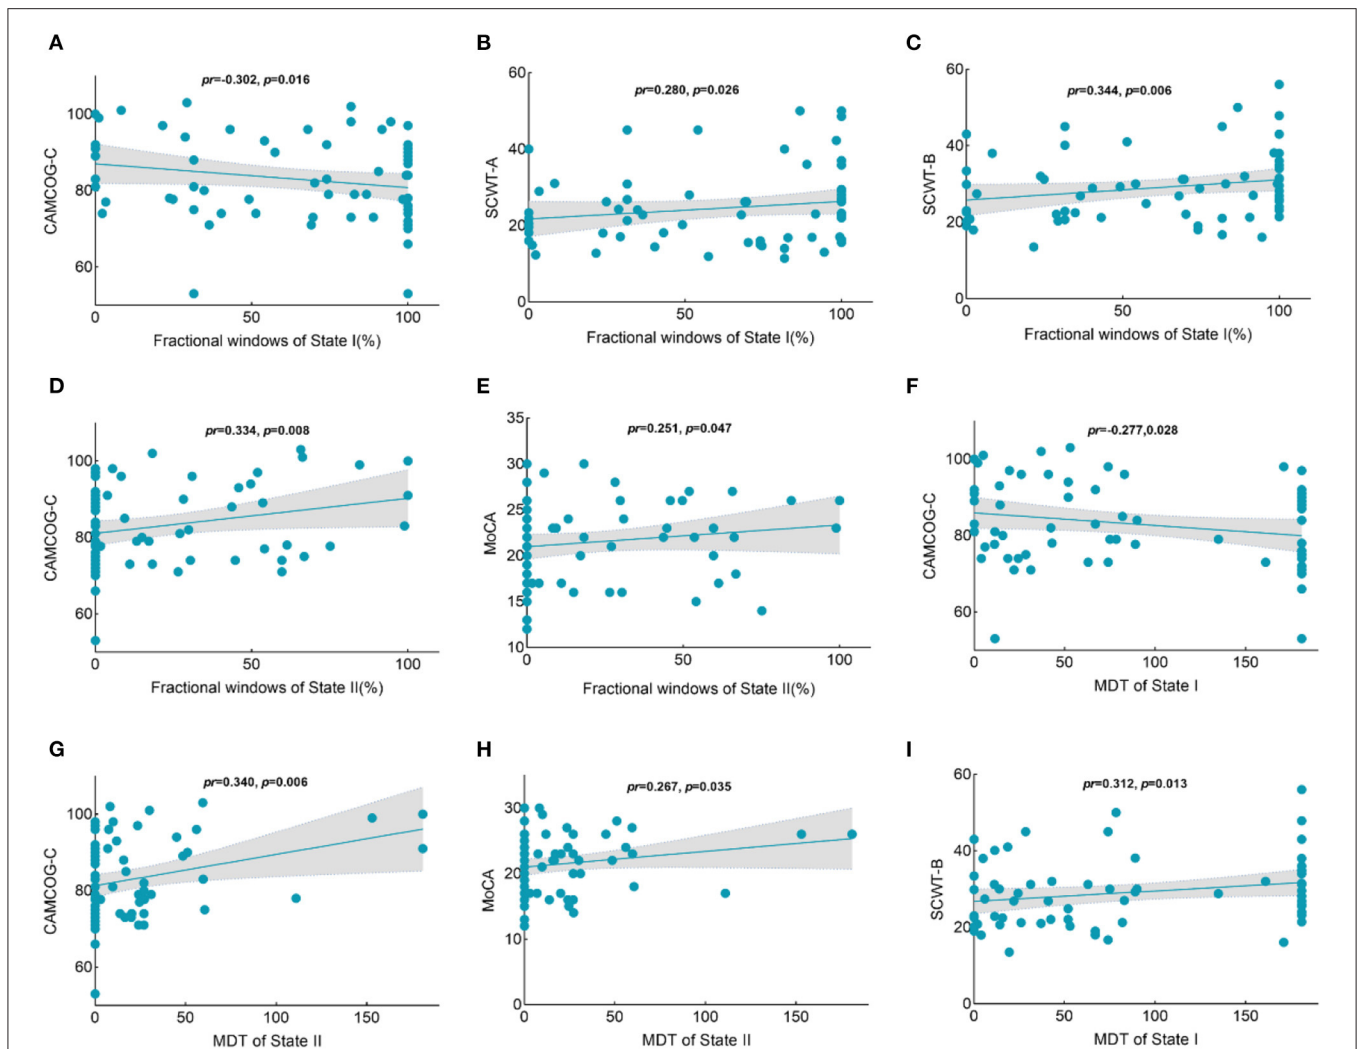 A
pr=-0.302, p=0.016
CAMCOG-C
100
80
60
0 50 100
Fractional windows of State I(%)
B
pr=0.280, p=0.026
SCWT-A
60
40
20
0
0 50 100
Fractional windows of State I(%)
C
pr=0.344, p=0.006
SCWT-B
60
40
20
0
0 50 100
Fractional windows of State I(%)
D
pr=0.334, p=0.008
CAMCOG-C
100
80
60
0 50 100
Fractional windows of State II(%)
E
pr=0.251, p=0.047
MoCA
35
30
25
20
15
10
0 50 100
Fractional windows of State II(%)
F
pr=-0.277,0.028
CAMCOG-C
100
80
60
0 50 100 150
MDT of State I
G
pr=0.340, p=0.006
CAMCOG-C
100
80
60
0 50 100 150
MDT of State II
H
pr=0.267, p=0.035
MoCA
30
20
10
0
0 50 100 150
MDT of State II
I
pr=0.312, p=0.013
SCWT-B
60
40
20
0
0 50 100 150
MDT of State I